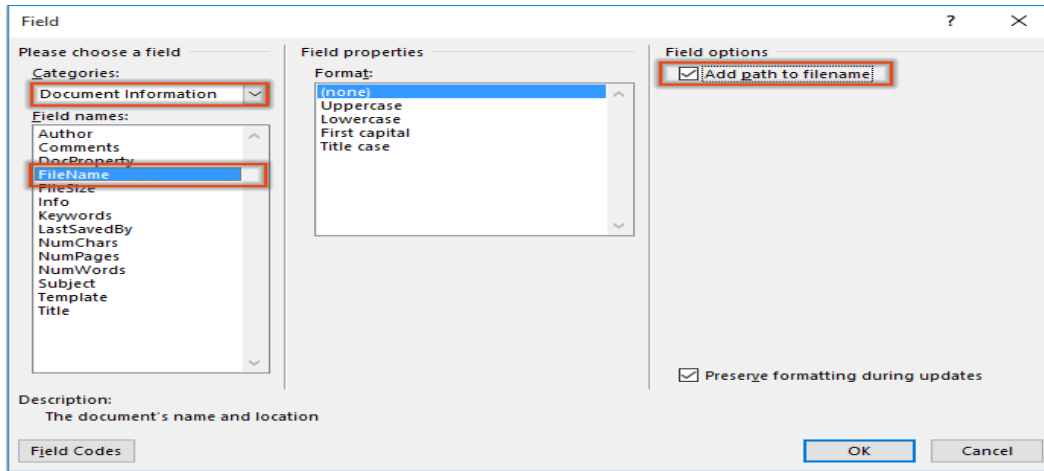 Field
Please choose a field
Categories:
Document Information
Field names:
Author
Comments
DocProperty
FileName
FileSize
Info
Keywords
LastSavedBy
NumChars
NumPages
NumWords
Subject
Template
Title
Field properties
Format:
(none)
Uppercase
Lowercase
First capital
Title case
Field options
Add path to filename
Preserve formatting during updates
Description:
The document's name and location
Field Codes
OK
Cancel